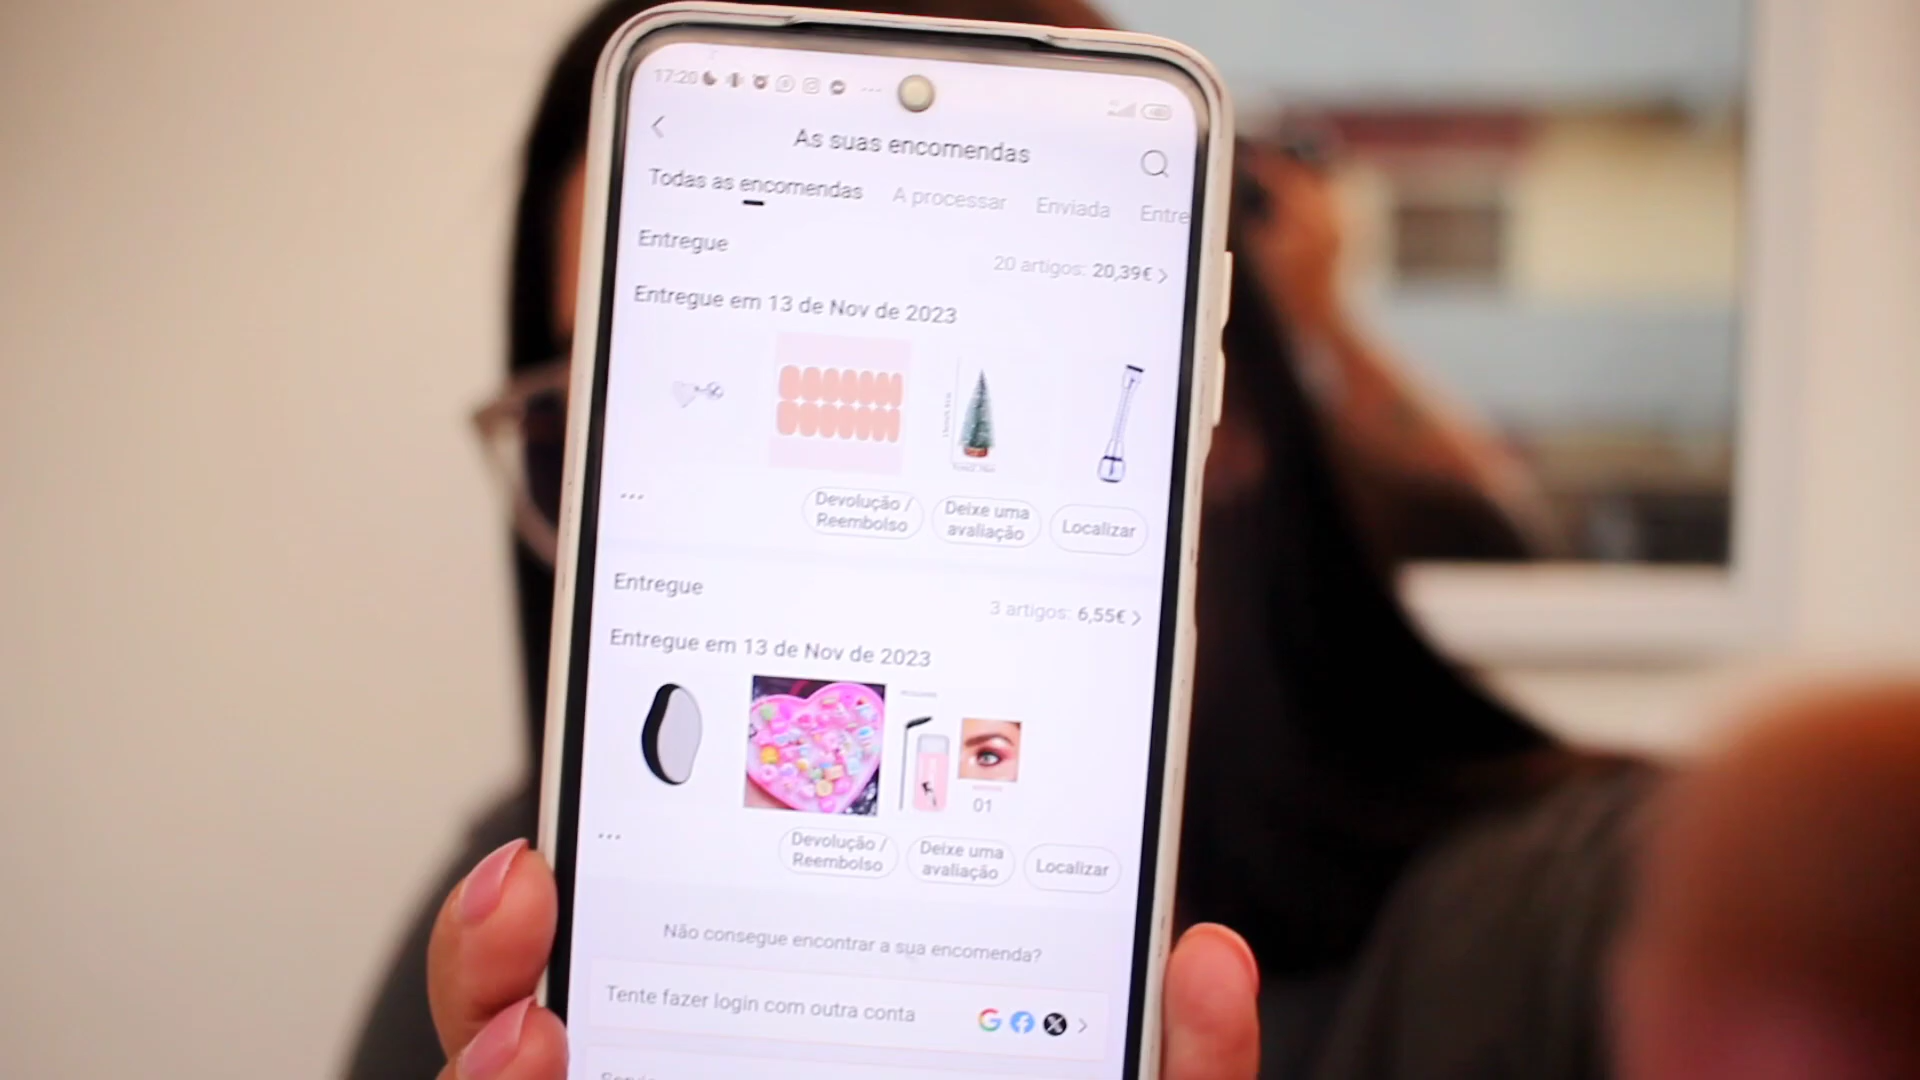 17:20
As suas encomendas
Todas as encomendas A processar Enviada Entre
Entregue
20 artigos: 20,39€
Entregue em 13 de Nov de 2023
Devolução / Reembolso
Deixe uma avaliação
Localizar
Entregue
3 artigos: 6,55€
Entregue em 13 de Nov de 2023
01
Devolução / Reembolso
Deixe uma avaliação
Localizar
Não consegue encontrar a sua encomenda?
Tente fazer login com outra conta